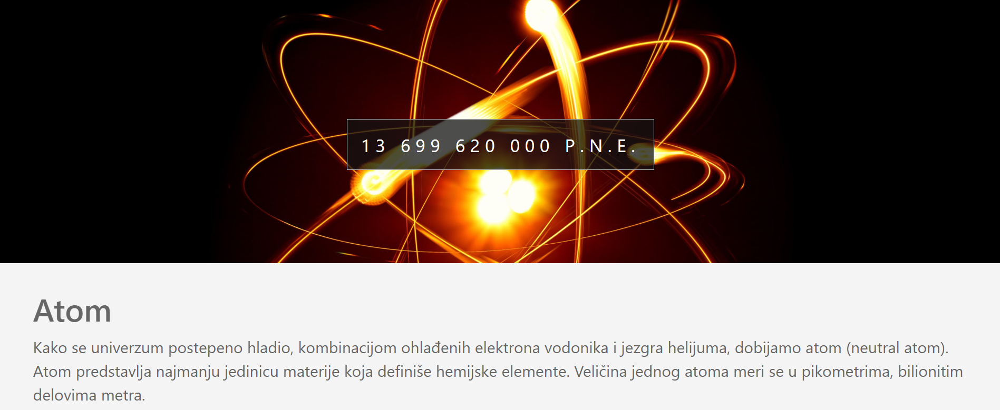 13 699 620 000 P.N.E.
Atom
Kako se univerzum postepeno hladio, kombinacijom ohlađenih elektrona vodonika i jezgra helijuma, dobijamo atom (neutral atom).
Atom predstavlja najmanju jedinicu materije koja definiše hemijske elemente. Veličina jednog atoma meri se u pikometrima, bilionitim
delovima metra.